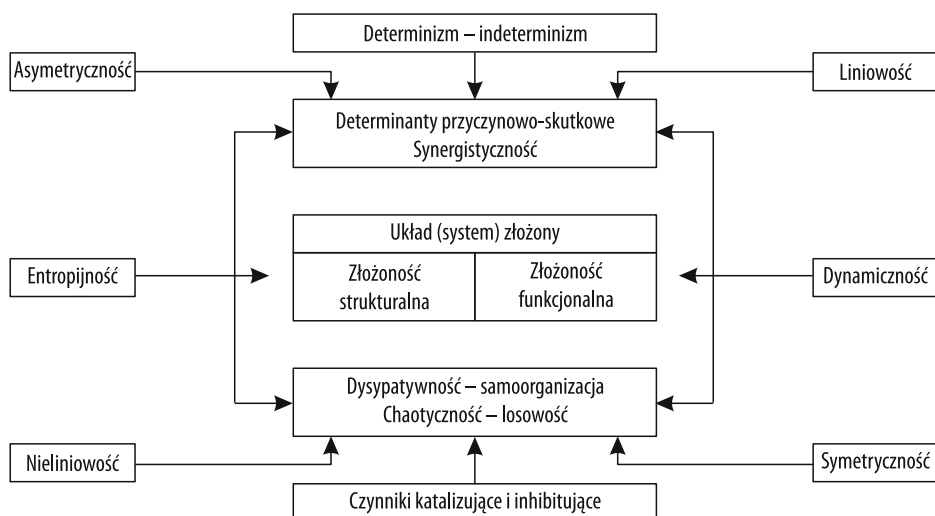 Determinizm – indeterminizm
Asymetryczność
Liniowość
Determinanty przyczynowo-skutkowe
Synergistyczność
Układ (system) złożony
Entropijność
Złożoność
strukturalna
Złożoność
funkcjonalna
Dynamiczność
Dysypatywność – samoorganizacja
Chaotyczność – losowość
Nieliniowość
Symetryczność
Czynniki katalizujące i inhibitujące